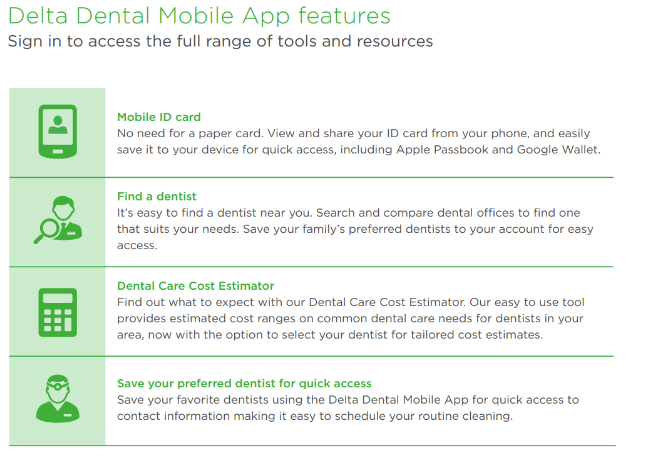 Delta Dental Mobile App features
Sign in to access the full range of tools and resources
Mobile ID card
No need for a paper card. View and share your ID card from your phone, and easily
save it to your device for quick access, including Apple Passbook and Google Wallet.
Find a dentist
It's easy to find a dentist near you. Search and compare dental offices to find one
that suits your needs. Save your family's preferred dentists to your account for easy
access.
Dental Care Cost Estimator
Find out what to expect with our Dental Care Cost Estimator. Our easy to use tool
provides estimated cost ranges on common dental care needs for dentists in your
area, now with the option to select your dentist for tailored cost estimates.
Save your preferred dentist for quick access
Save your favorite dentists using the Delta Dental Mobile App for quick access to
contact information making it easy to schedule your routine cleaning.